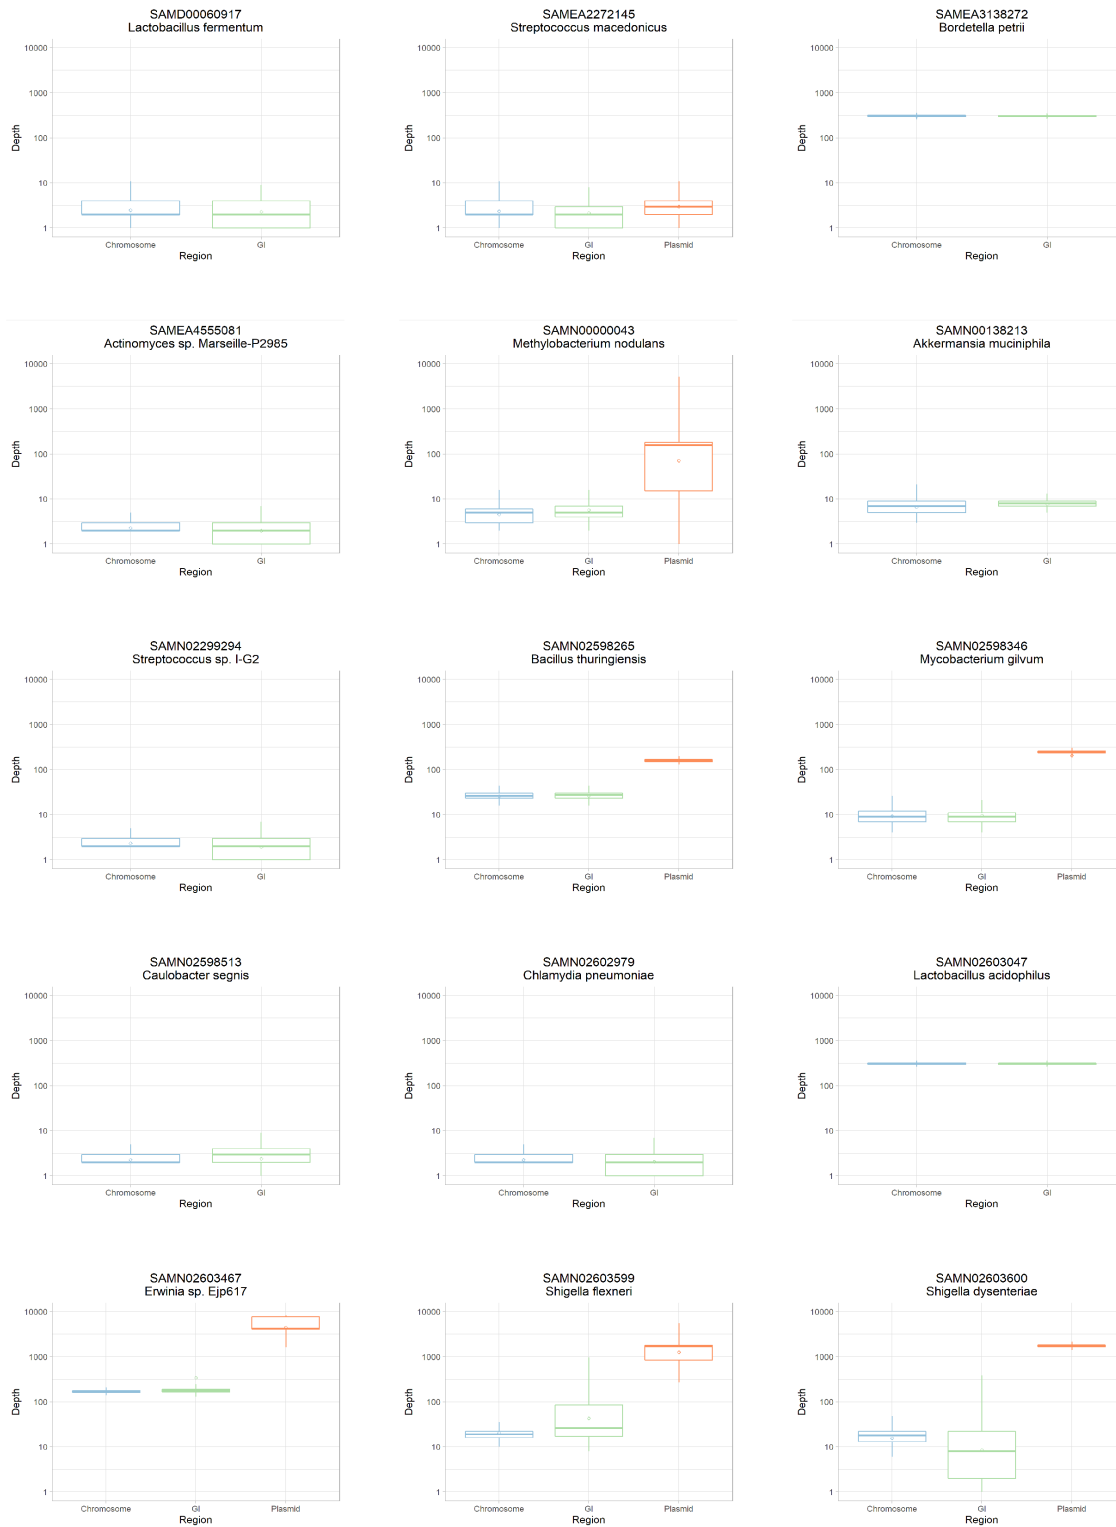 SAMD00060917
Lactobacillus fermentum
10000
1000
100
10
1
Depth
Chromosome
GI
Region
SAMEA2272145
Streptococcus macedonicus
10000
1000
100
10
1
Depth
Chromosome
GI
Plasmid
Region
SAMEA3138272
Bordetella petrii
10000
1000
100
10
1
Depth
Chromosome
GI
Region
SAMEA4555081
Actinomyces sp. Marseille-P2985
10000
1000
100
10
1
Depth
Chromosome
GI
Region
SAMN00000043
Methylobacterium nodulans
10000
1000
100
10
1
Depth
Chromosome
GI
Plasmid
Region
SAMN00138213
Akkermansia muciniphila
10000
1000
100
10
1
Depth
Chromosome
GI
Region
SAMN02299294
Streptococcus sp. I-G2
10000
1000
100
10
1
Depth
Chromosome
GI
Region
SAMN02598265
Bacillus thuringiensis
10000
1000
100
10
1
Depth
Chromosome
GI
Plasmid
Region
SAMN02598346
Mycobacterium gilvum
10000
1000
100
10
1
Depth
Chromosome
GI
Plasmid
Region
SAMN02598513
Caulobacter segnis
10000
1000
100
10
1
Depth
Chromosome
GI
Region
SAMN02602979
Chlamydia pneumoniae
10000
1000
100
10
1
Depth
Chromosome
GI
Region
SAMN02603047
Lactobacillus acidophilus
10000
1000
100
10
1
Depth
Chromosome
GI
Region
SAMN02603467
Erwinia sp. Ejp617
10000
1000
100
10
1
Depth
Chromosome
GI
Plasmid
Region
SAMN02603599
Shigella flexneri
10000
1000
100
10
1
Depth
Chromosome
GI
Plasmid
Region
SAMN02603600
Shigella dysenteriae
10000
1000
100
10
1
Depth
Chromosome
GI
Plasmid
Region